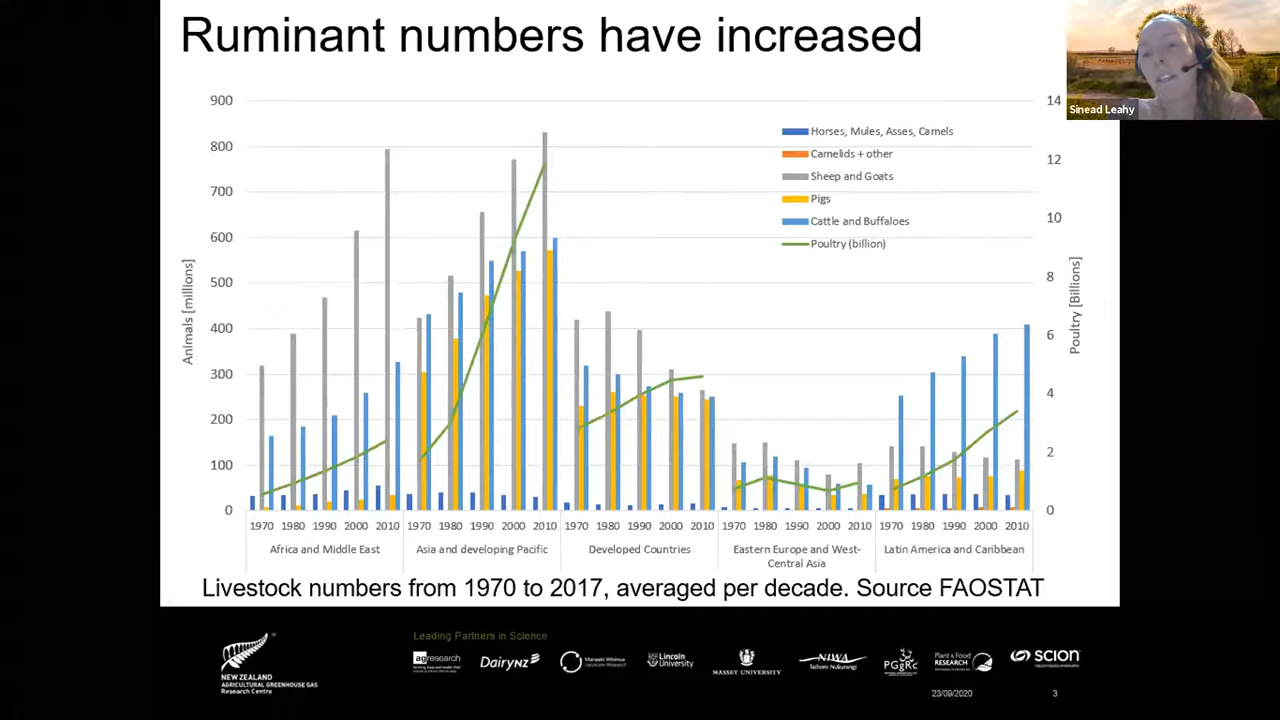 Ruminant numbers have increased
Sinead Leahy
900
800
700
600
500
400
300
200
100
0
Animals [millions]
14
12
10
8
6
4
2
0
Poultry [Billions]
Horses, Mules, Asses, Camels
Camelids + other
Sheep and Goats
Pigs
Cattle and Buffaloes
Poultry (billion)
1970 1980 1990 2000 2010 1970 1980 1990 2000 2010 1970 1980 1990 2000 2010 1970 1980 1990 2000 2010 1970 1980 1990 2000 2010
Africa and Middle East Asia and developing Pacific Developed Countries Eastern Europe and West- Latin America and Caribbean
Central Asia
Livestock numbers from 1970 to 2017, averaged per decade. Source FAOSTAT
Leading Partners in Science
NEW ZEALAND
AGRICULTURAL GREENHOUSE GAS
Research Centre
agresearch
DairyNZ
Manaaki Whenua
Landcare Research
Lincoln
University
MASSEY UNIVERSITY
NIWA
Taihoro Nukurangi
PGgRc
Plant & Food
RESEARCH
SCION
23/09/2020 3